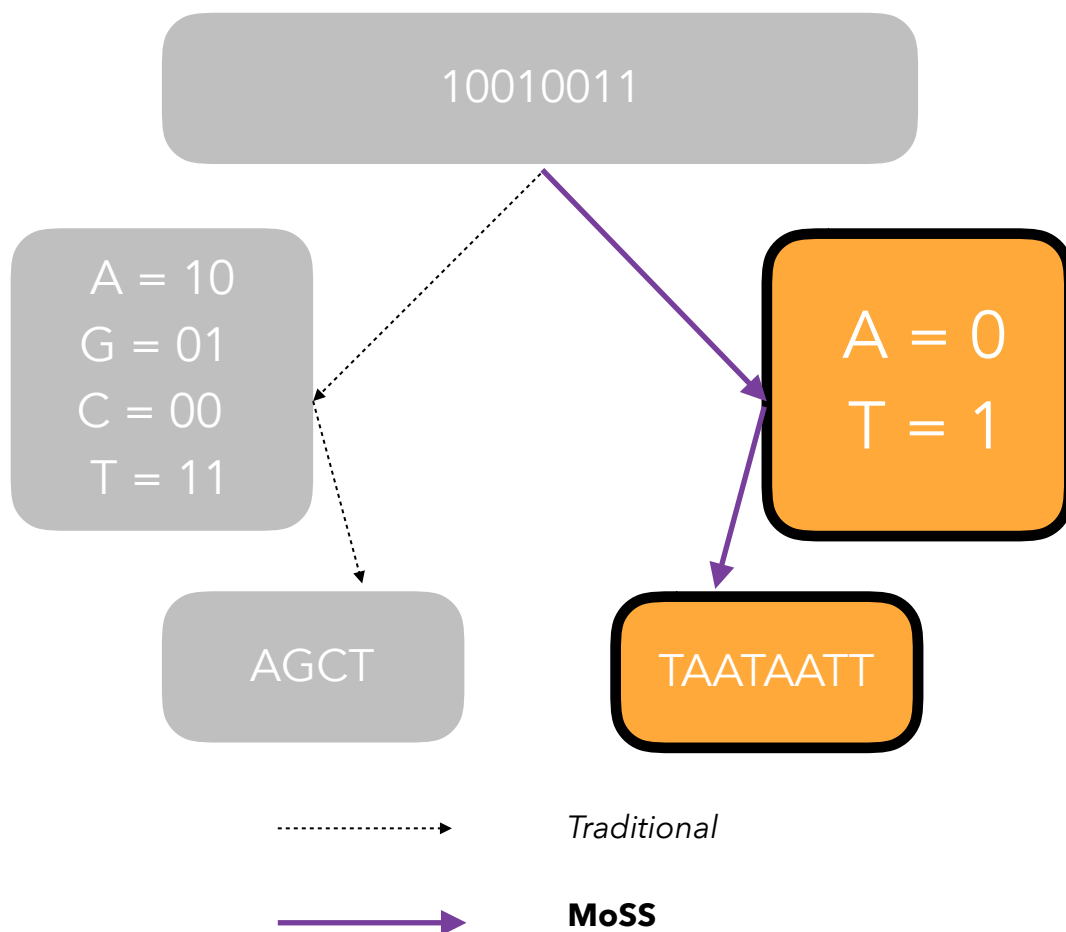 10010011
A = 10
G = 01
C = 00
T = 11
A = 0
T = 1
AGCT
TAATAATT
Traditional
MoSS